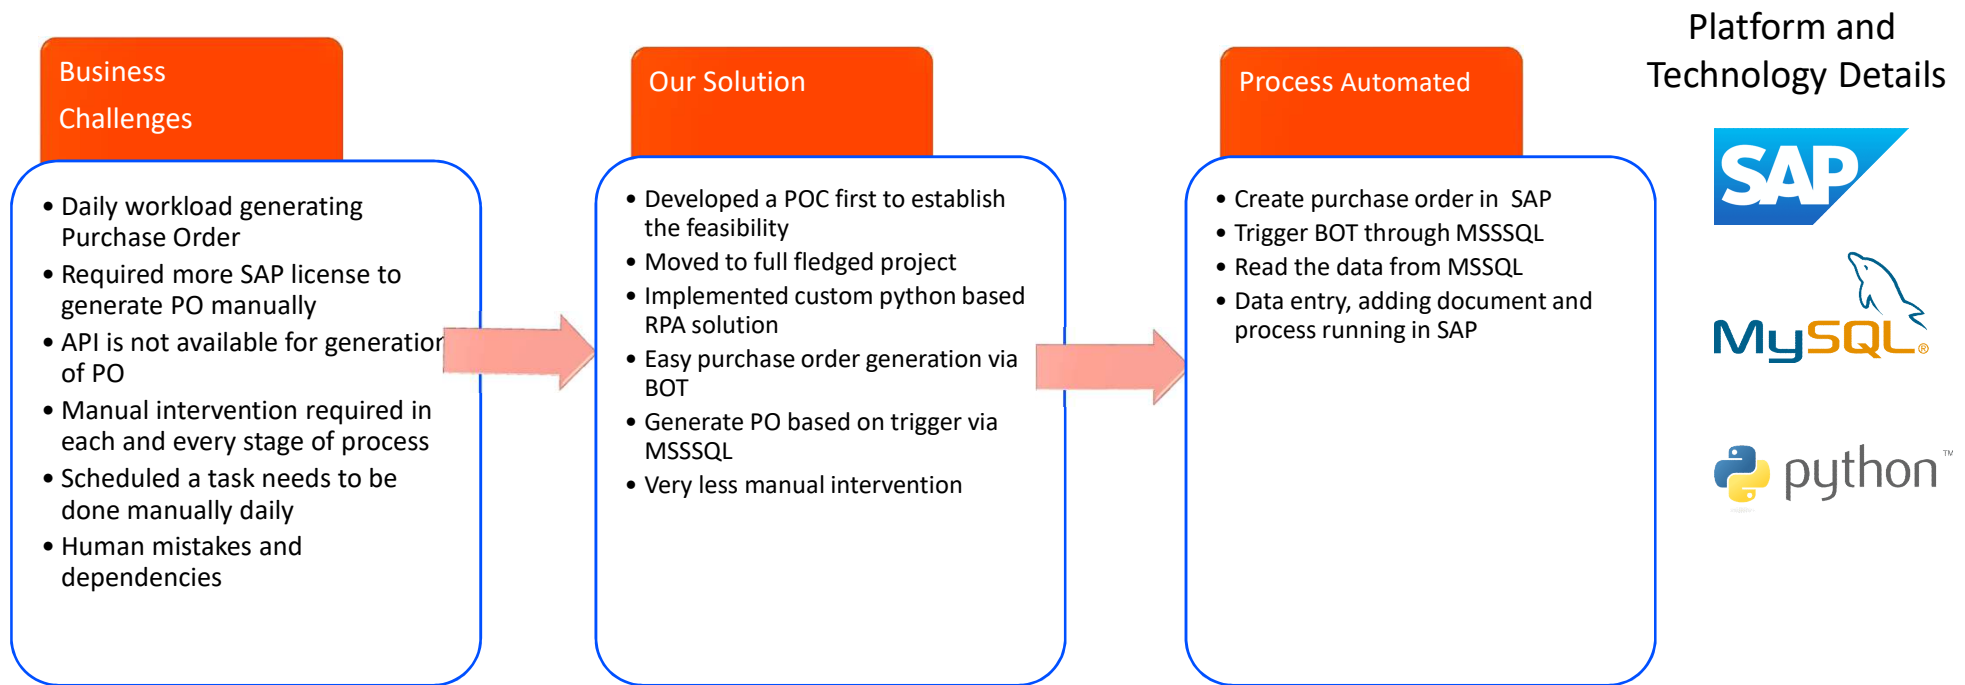 Business
Challenges
• Daily workload generating
Purchase Order
• Required more SAP license to
generate PO manually
• API is not available for generation
of PO
• Manual intervention required in
each and every stage of process
• Scheduled a task needs to be
done manually daily
• Human mistakes and
dependencies
Our Solution
• Developed a POC first to establish
the feasibility
• Moved to full fledged project
• Implemented custom python based
RPA solution
• Easy purchase order generation via
BOT
• Generate PO based on trigger via
MSSSQL
• Very less manual intervention
Process Automated
• Create purchase order in SAP
• Trigger BOT through MSSSQL
• Read the data from MSSQL
• Data entry, adding document and
process running in SAP
Platform and
Technology Details
SAP
MySQL®
python™